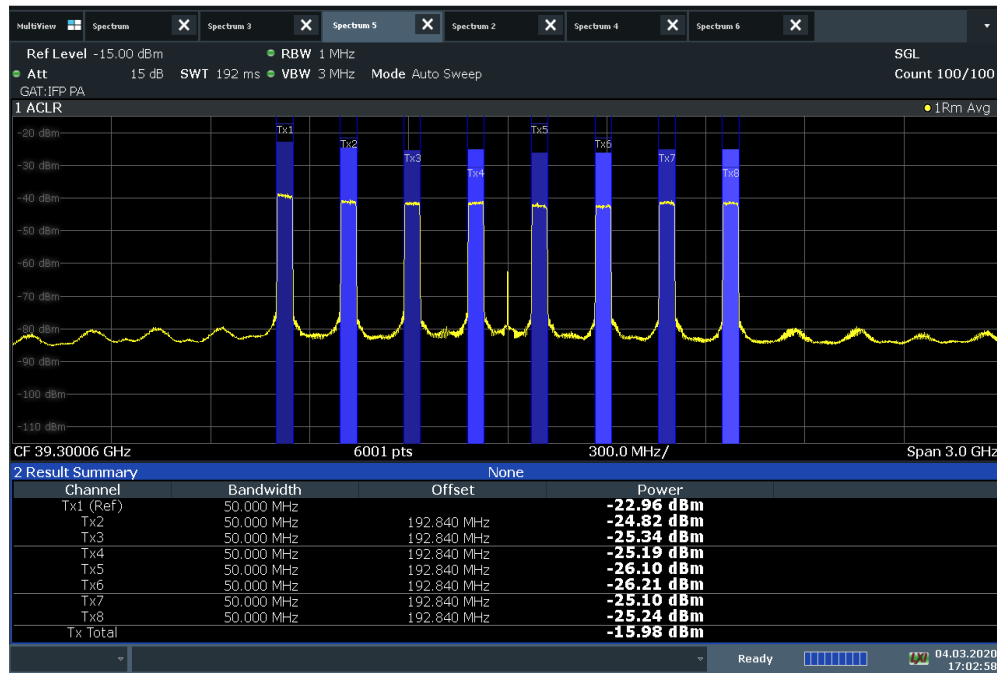 MultiView Spectrum X Spectrum 3 X Spectrum 5 X Spectrum 2 X Spectrum 4 X Spectrum 6 X
Ref Level -15.00 dBm RBW 1 MHz SGL
Att 15 dB SWT 192 ms VBW 3 MHz Mode Auto Sweep Count 100/100
GAT:IFP PA
1 ACLR 1Rm Avg
-20 dBm
Tx1 Tx5
Tx2 Tx6
Tx3 Tx7
-30 dBm
Tx4 Tx8
-40 dBm
-50 dBm
-60 dBm
-70 dBm
-80 dBm
-90 dBm
-100 dBm
-110 dBm
CF 39.30006 GHz 6001 pts 300.0 MHz/ Span 3.0 GHz
2 Result Summary None
Channel Bandwidth Offset Power
Tx1 (Ref) 50.000 MHz -22.96 dBm
Tx2 50.000 MHz 192.840 MHz -24.82 dBm
Tx3 50.000 MHz 192.840 MHz -25.34 dBm
Tx4 50.000 MHz 192.840 MHz -25.19 dBm
Tx5 50.000 MHz 192.840 MHz -26.10 dBm
Tx6 50.000 MHz 192.840 MHz -26.21 dBm
Tx7 50.000 MHz 192.840 MHz -25.10 dBm
Tx8 50.000 MHz 192.840 MHz -25.24 dBm
Tx Total -15.98 dBm
Ready LXI 04.03.2020
17:02:58